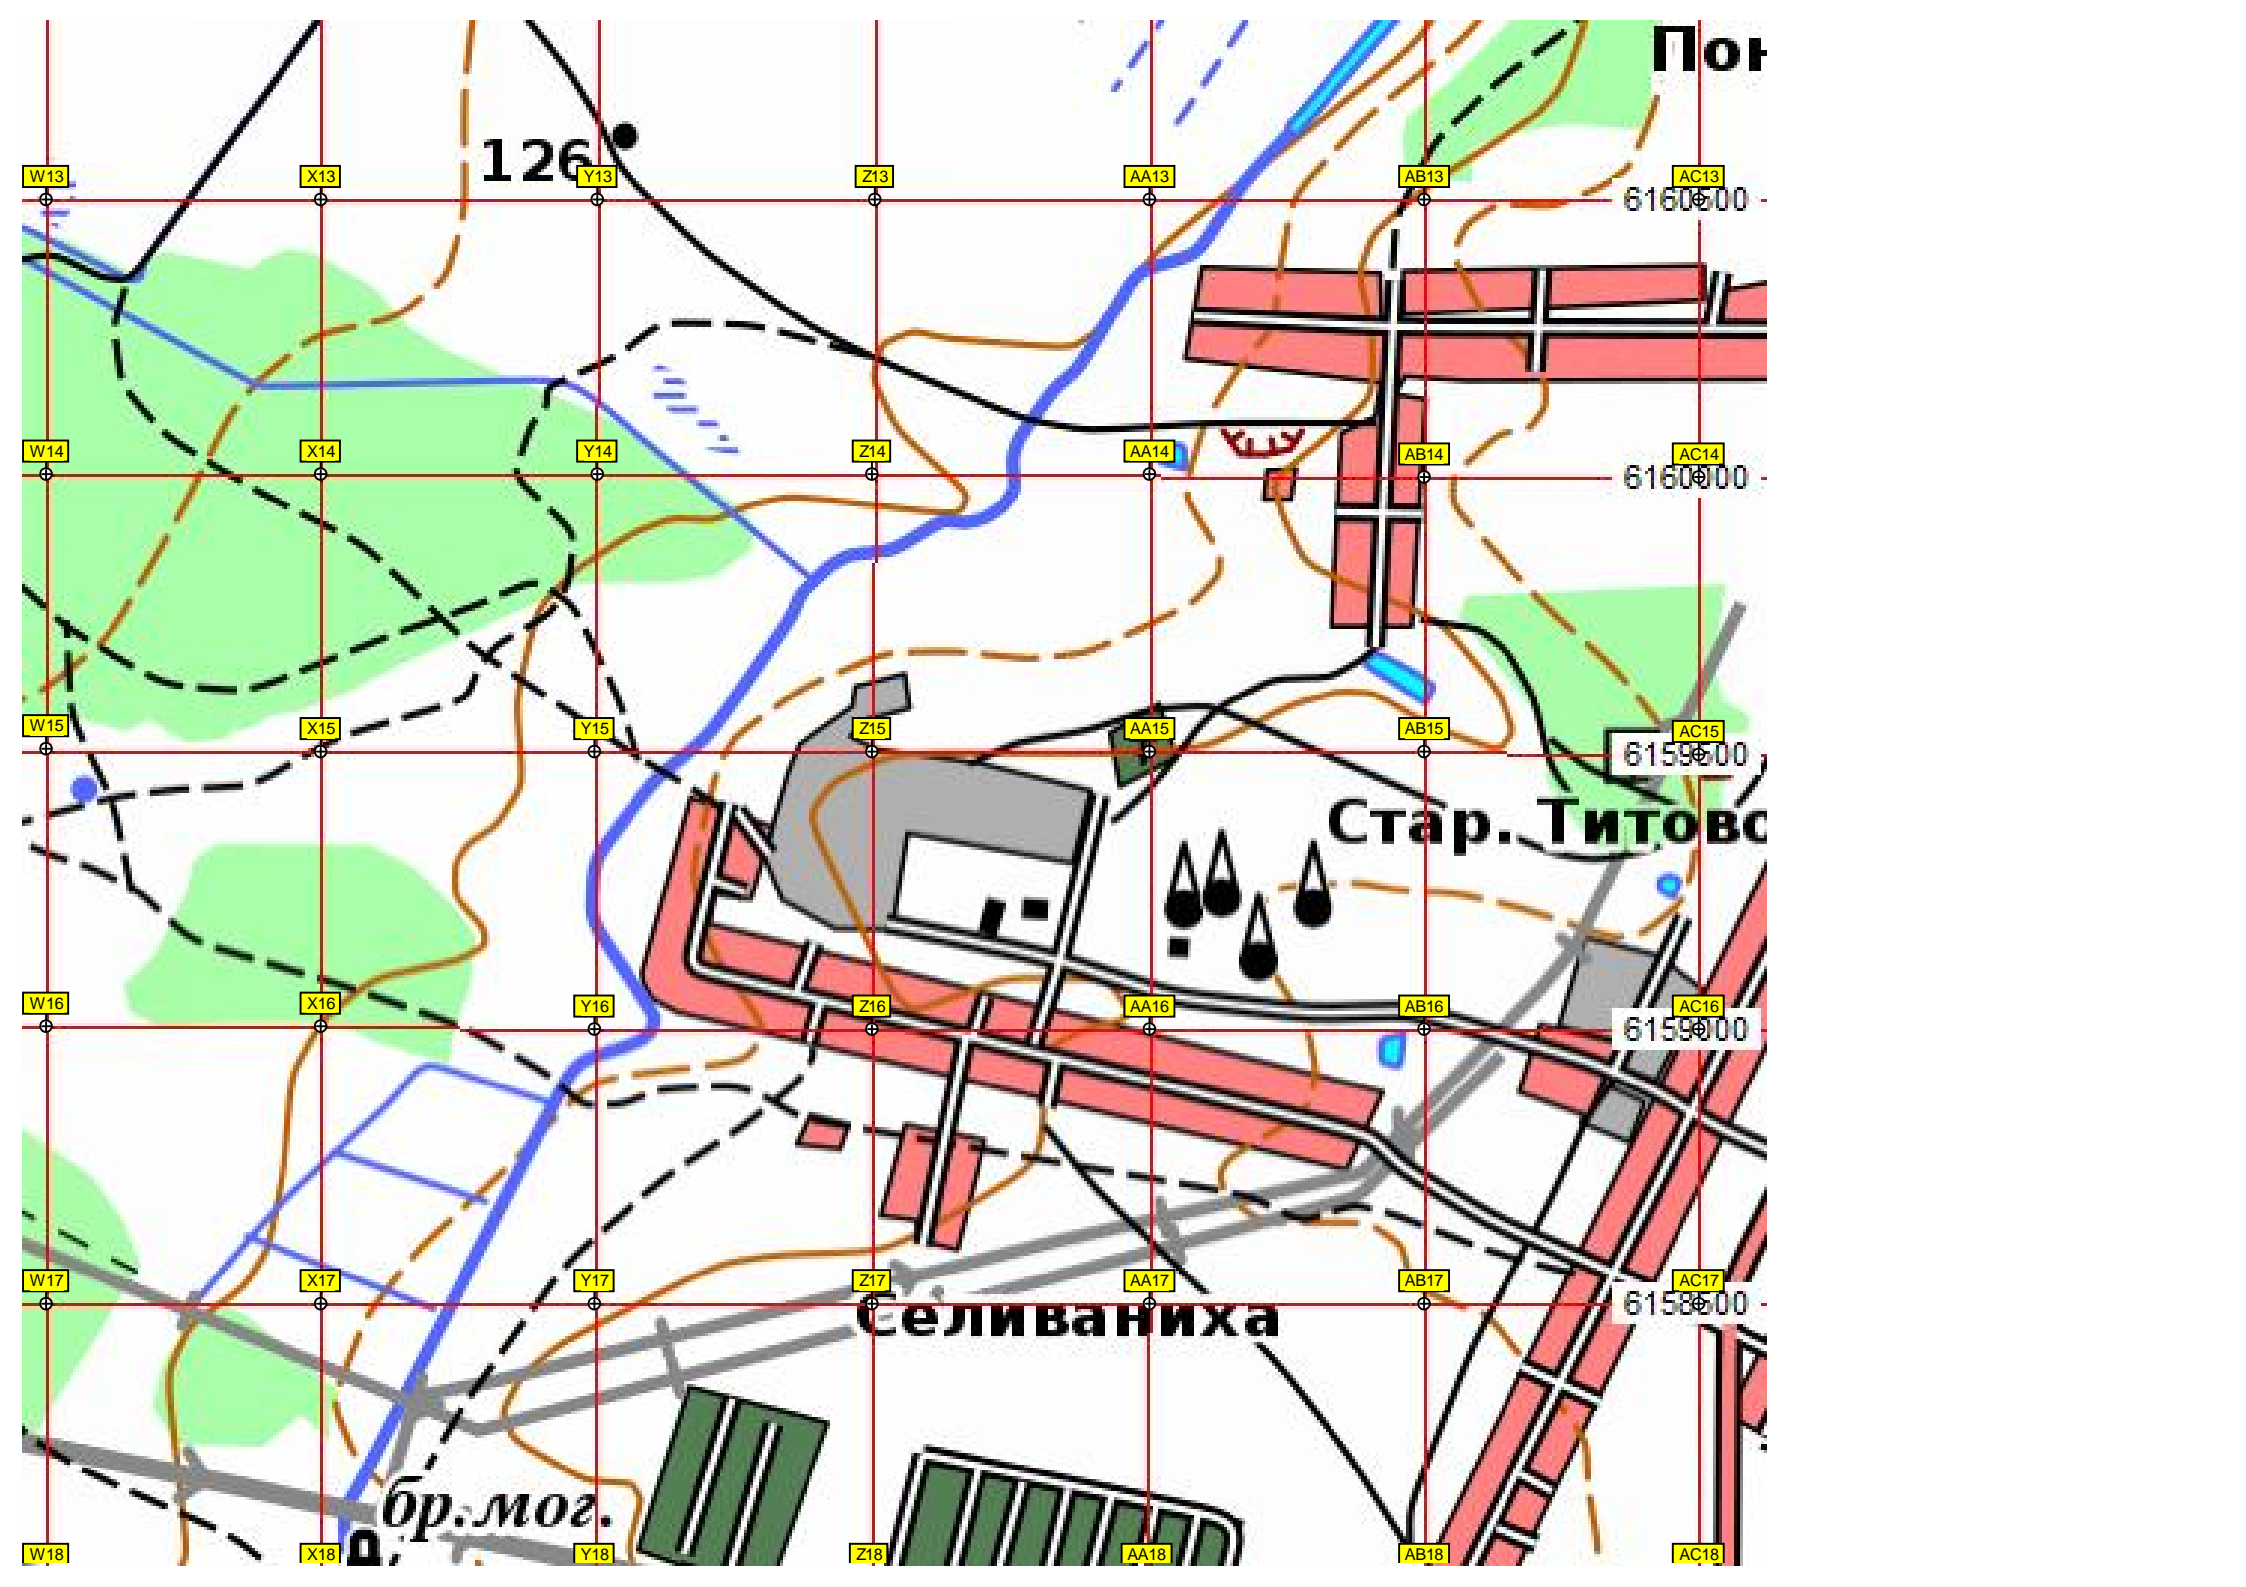 Пон
126
W13 X13 Y13 Z13 AA13 AB13 AC13
6160500
W14 X14 Y14 Z14 AA14 AB14 AC14
6160000
W15 X15 Y15 Z15 AA15 AB15 AC15
6159500
Стар. Титово
W16 X16 Y16 Z16 AA16 AB16 AC16
6159000
W17 X17 Y17 Z17 AA17 AB17 AC17
6158500
Селиваниха
бр. мог.
W18 X18 Y18 Z18 AA18 AB18 AC18